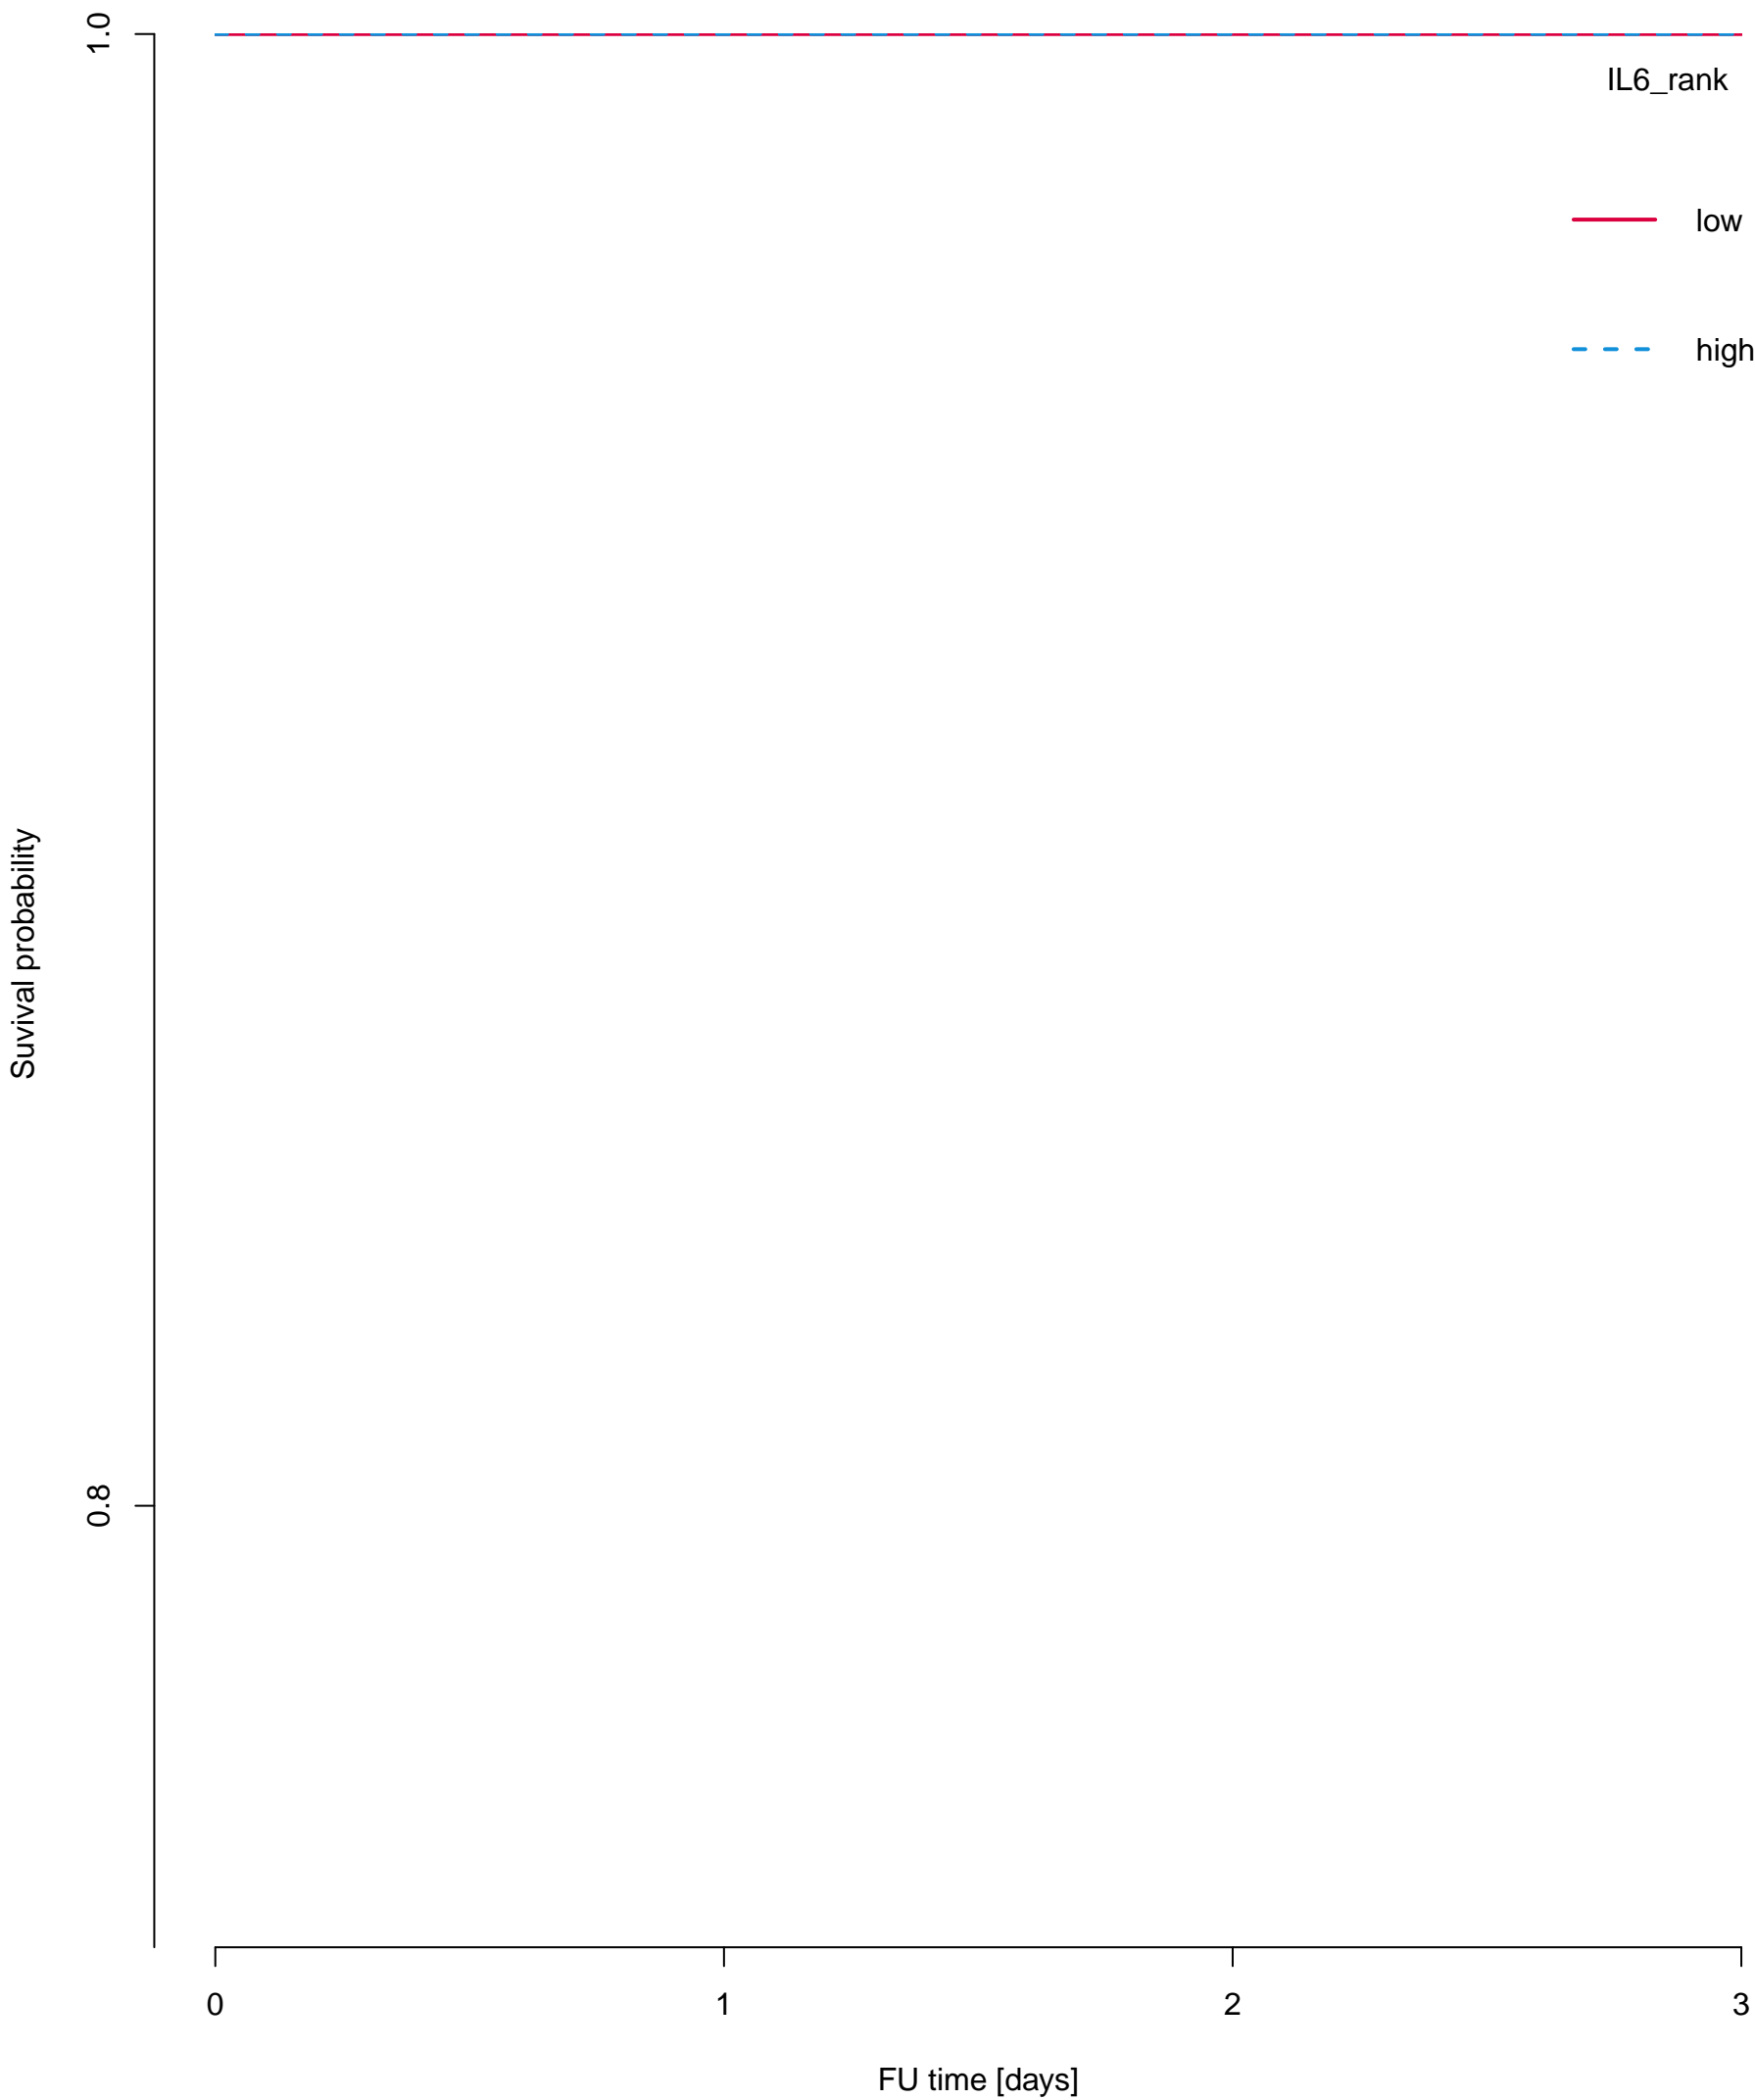 1.0
IL6_rank
low
high
Suvival probability
0.8
0
1
2
3
FU time [days]